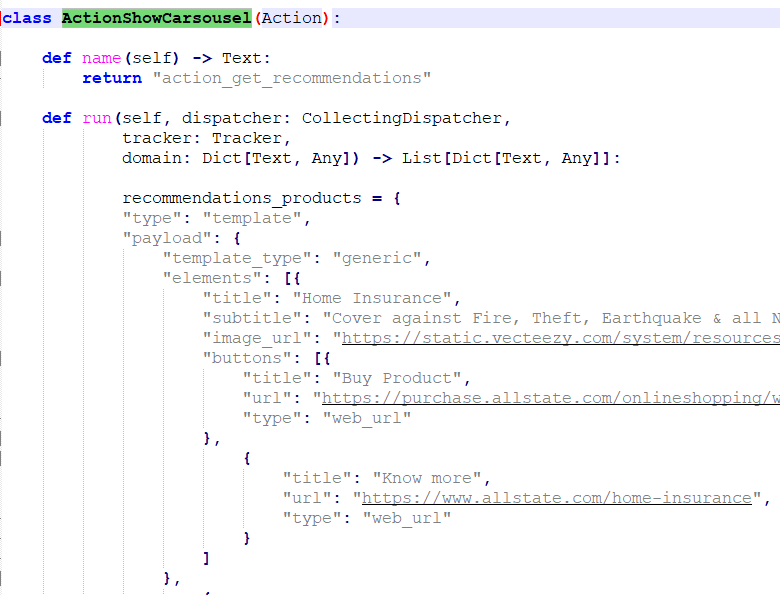 class ActionShowCarsousel(Action):
def name(self) -> Text:
return "action_get_recommendations"
def run(self, dispatcher: CollectingDispatcher,
tracker: Tracker,
domain: Dict[Text, Any]) -> List[Dict[Text, Any]]:
recommendations_products = {
"type": "template",
"payload": {
"template_type": "generic",
"elements": [{
"title": "Home Insurance",
"subtitle": "Cover against Fire, Theft, Earthquake & all N
"image_url": "https://static.vecteezy.com/system/resources
"buttons": [{
"title": "Buy Product",
"url": "https://purchase.allstate.com/onlineshopping/w
"type": "web_url"
},
{
"title": "Know more",
"url": "https://www.allstate.com/home-insurance",
"type": "web_url"
}
]
},